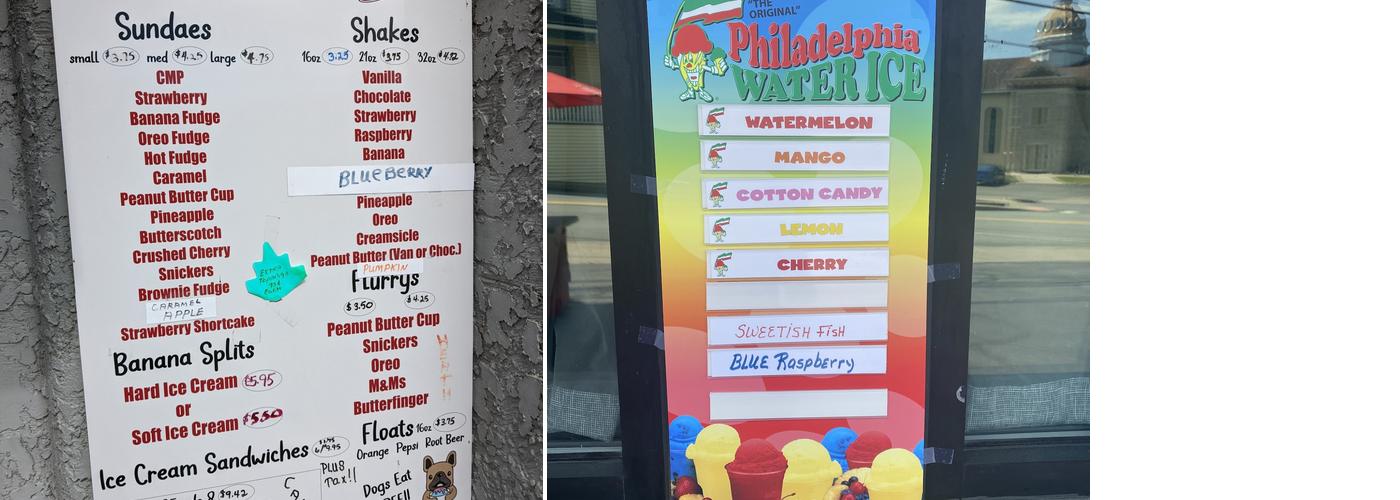 Sundaes
small $3.75 med $4.25 large $4.75
CMP
Strawberry
Banana Fudge
Oreo Fudge
Hot Fudge
Caramel
Peanut Butter Cup
Pineapple
Butterscotch
Crushed Cherry
Snickers
Brownie Fudge
CARAMEL
APPLE
Strawberry Shortcake
Banana Splits
Hard Ice Cream $5.95
or
Soft Ice Cream $5.50
Ice Cream Sandwiches
$9.42
PLUS
Tax!!
EXTRA
Shakes
16oz 3.25 21oz $3.75 32oz
Vanilla
Chocolate
Strawberry
Raspberry
Banana
BLUEBERRY
Pineapple
Oreo
Creamsicle
Peanut Butter (Van or Choc.)
PUMPKIN
Flurrys
$3.50 $4.25
Peanut Butter Cup
Snickers
Oreo
M&Ms
Butterfinger
Floats 16oz $3.75
Orange Pepsi Root Beer
Dogs Eat
"THE
ORIGINAL"
Philadelphia
WATER ICE
WATERMELON
MANGO
COTTON CANDY
LEMON
CHERRY
SWEETISH FISH
BLUE Raspberry